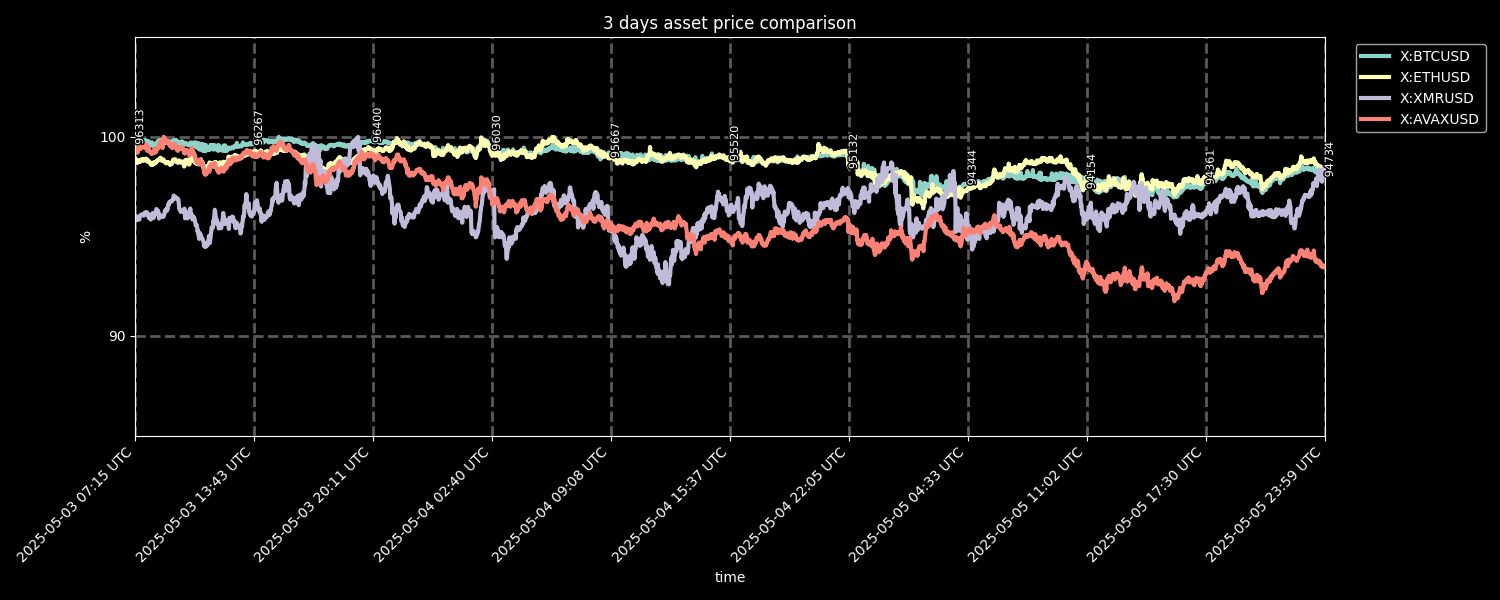 3 days asset price comparison
X:BTCUSD
X:ETHUSD
X:XMRUSD
X:AVAXUSD
100
90
%
96313
96267
96400
96030
95667
95520
95132
94344
94154
94361
94734
2025-05-03 07:15 UTC
2025-05-03 13:43 UTC
2025-05-03 20:11 UTC
2025-05-04 02:40 UTC
2025-05-04 09:08 UTC
2025-05-04 15:37 UTC
2025-05-04 22:05 UTC
2025-05-05 04:33 UTC
2025-05-05 11:02 UTC
2025-05-05 17:30 UTC
2025-05-05 23:59 UTC
time